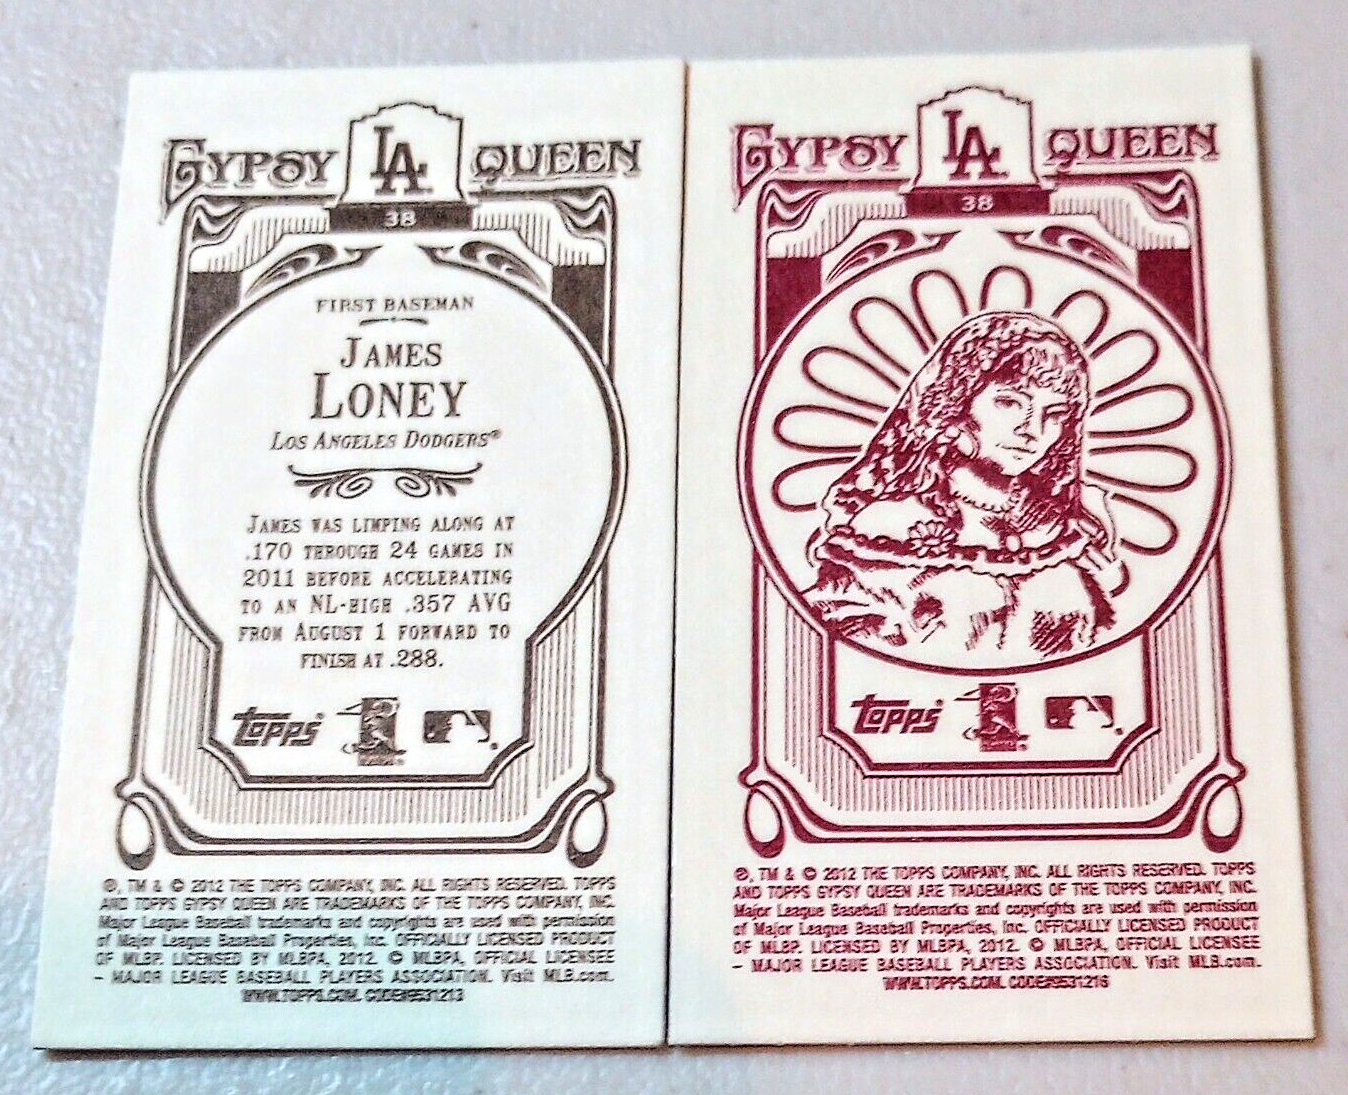 GYPSY LA QUEEN
38
FIRST BASEMAN
JAMES
LONEY
LOS ANGELES DODGERS®
JAMES WAS LIMPING ALONG AT
.170 THROUGH 24 GAMES IN
2011 BEFORE ACCELERATING
TO AN NL-HIGH .357 AVG
FROM AUGUST 1 FORWARD TO
FINISH AT .288.
TOPPS®
®, TM & © 2012 THE TOPPS COMPANY, INC. ALL RIGHTS RESERVED. TOPPS
AND TOPPS GYPSY QUEEN ARE TRADEMARKS OF THE TOPPS COMPANY, INC.
Major League Baseball trademarks and copyrights are used with permission
of Major League Baseball Properties, Inc. OFFICIALLY LICENSED PRODUCT
OF MLBP. LICENSED BY MLBPA, 2012. © MLBPA, OFFICIAL LICENSEE
– MAJOR LEAGUE BASEBALL PLAYERS ASSOCIATION. Visit MLB.com.
WWW.TOPPS.COM. CODE#9531213
GYPSY LA QUEEN
38
TOPPS®
®, TM & © 2012 THE TOPPS COMPANY, INC. ALL RIGHTS RESERVED. TOPPS
AND TOPPS GYPSY QUEEN ARE TRADEMARKS OF THE TOPPS COMPANY, INC.
Major League Baseball trademarks and copyrights are used with permission
of Major League Baseball Properties, Inc. OFFICIALLY LICENSED PRODUCT
OF MLBP. LICENSED BY MLBPA, 2012. © MLBPA, OFFICIAL LICENSEE
– MAJOR LEAGUE BASEBALL PLAYERS ASSOCIATION. Visit MLB.com.
WWW.TOPPS.COM. CODE#9531216